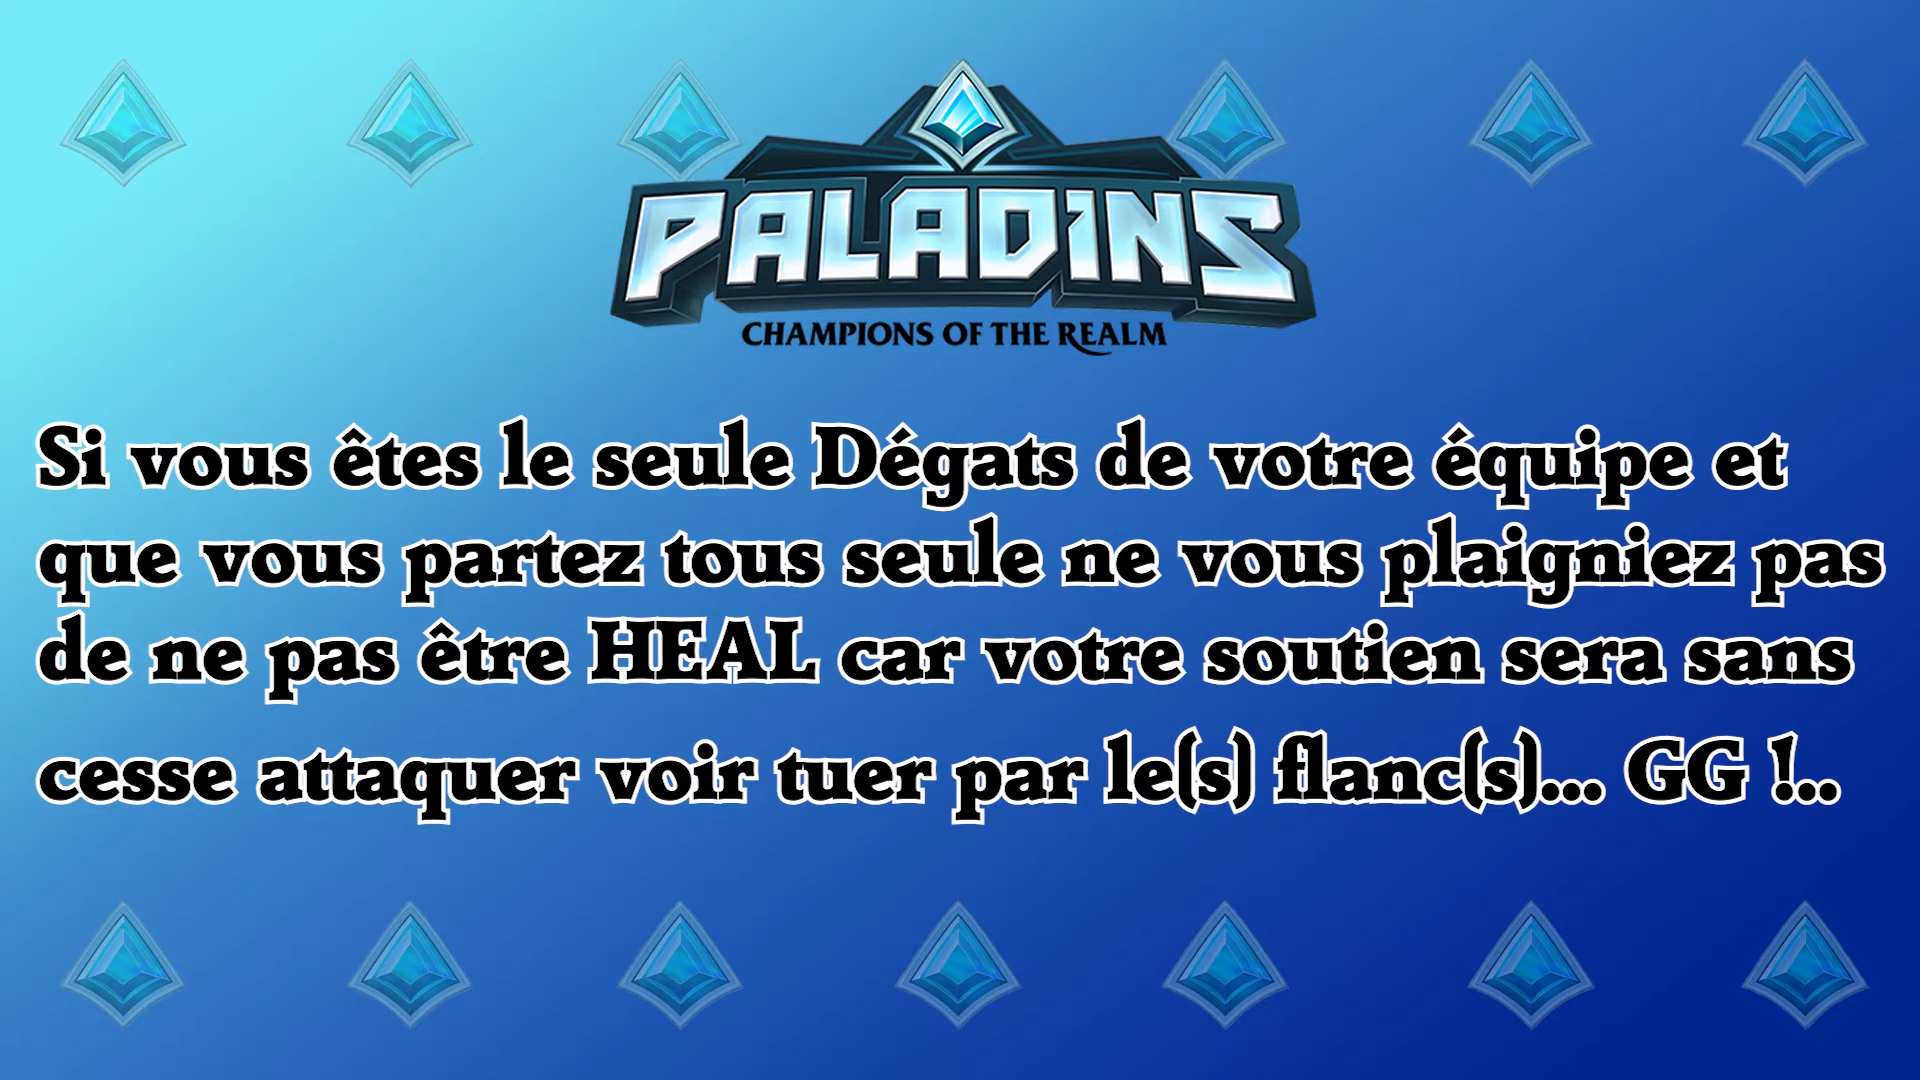 PALADINS
CHAMPIONS OF THE REALM
Si vous êtes le seule Dégats de votre équipe et
que vous partez tous seule ne vous plaigniez pas
de ne pas être HEAL car votre soutien sera sans
cesse attaquer voir tuer par le(s) flanc(s)... GG !..